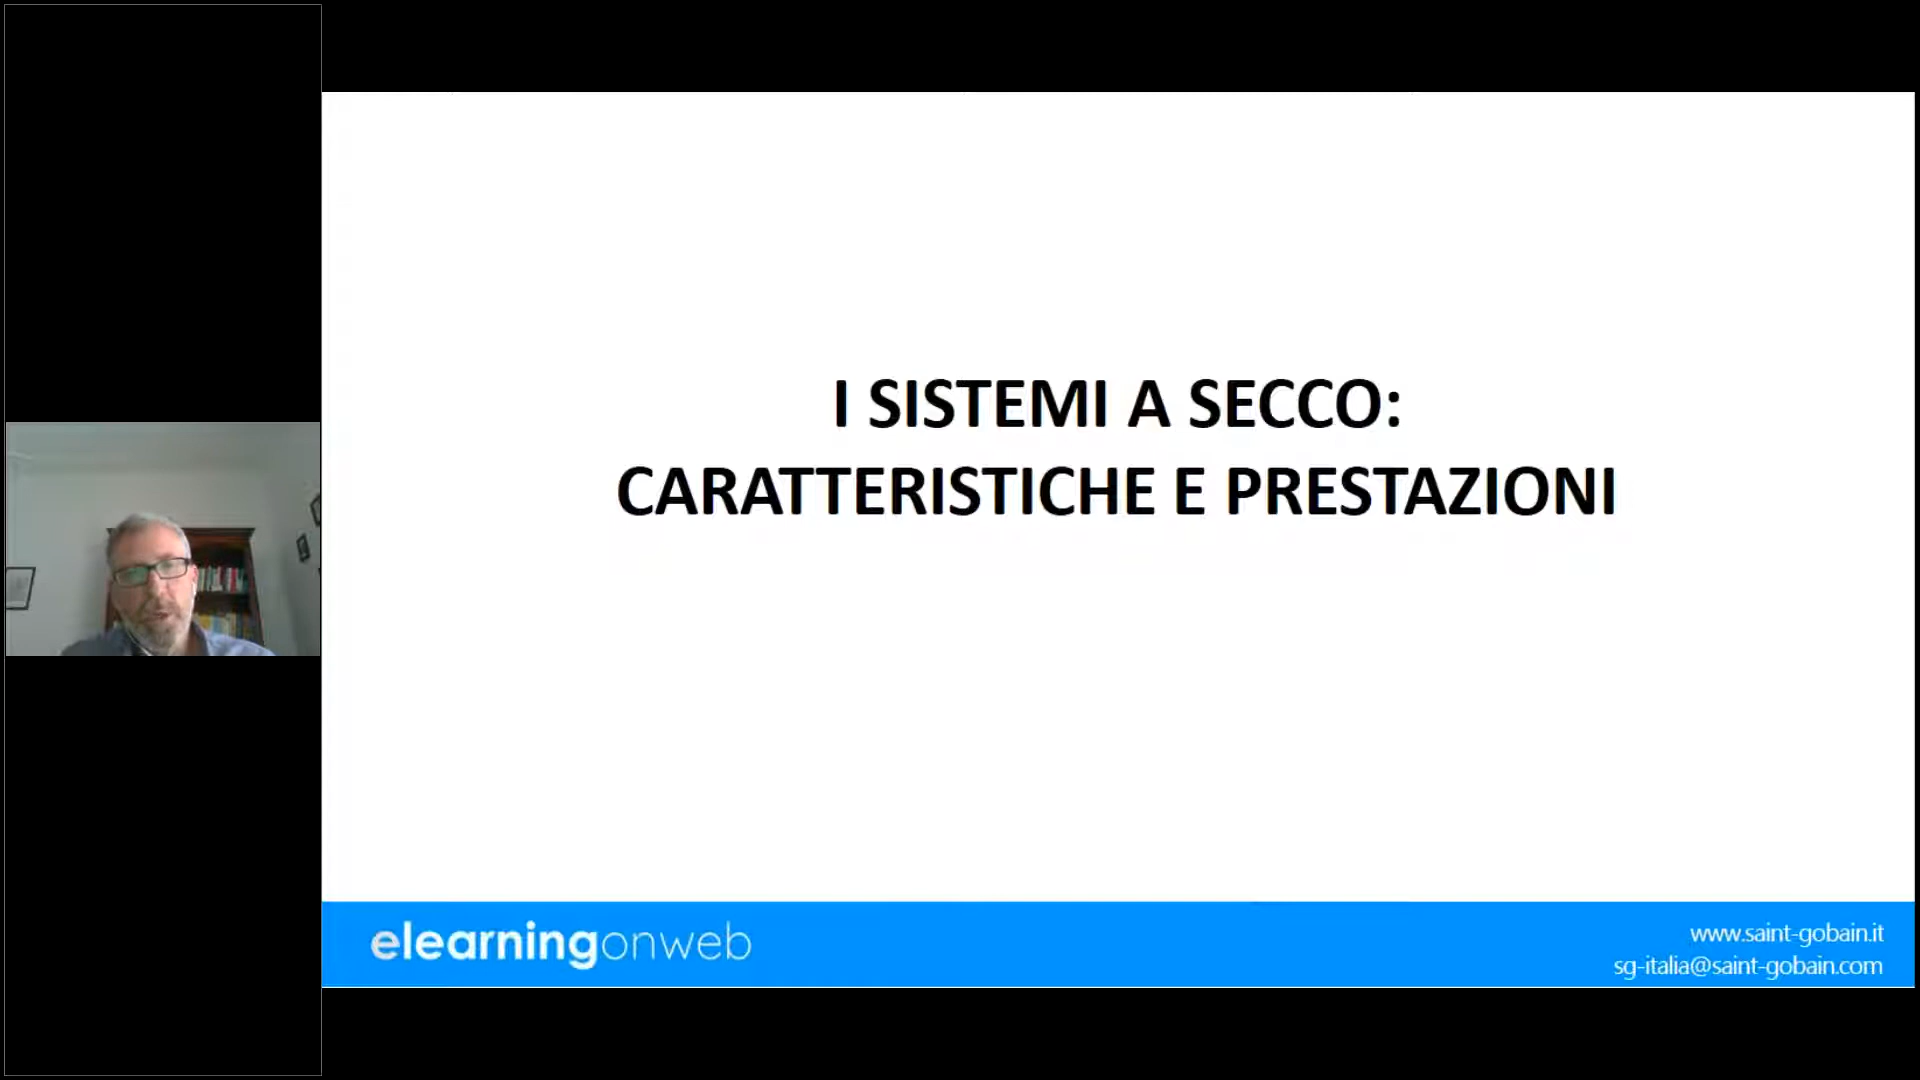 I SISTEMI A SECCO:
CARATTERISTICHE E PRESTAZIONI
elearningonweb
www.saint-gobain.it
sg-italia@saint-gobain.com